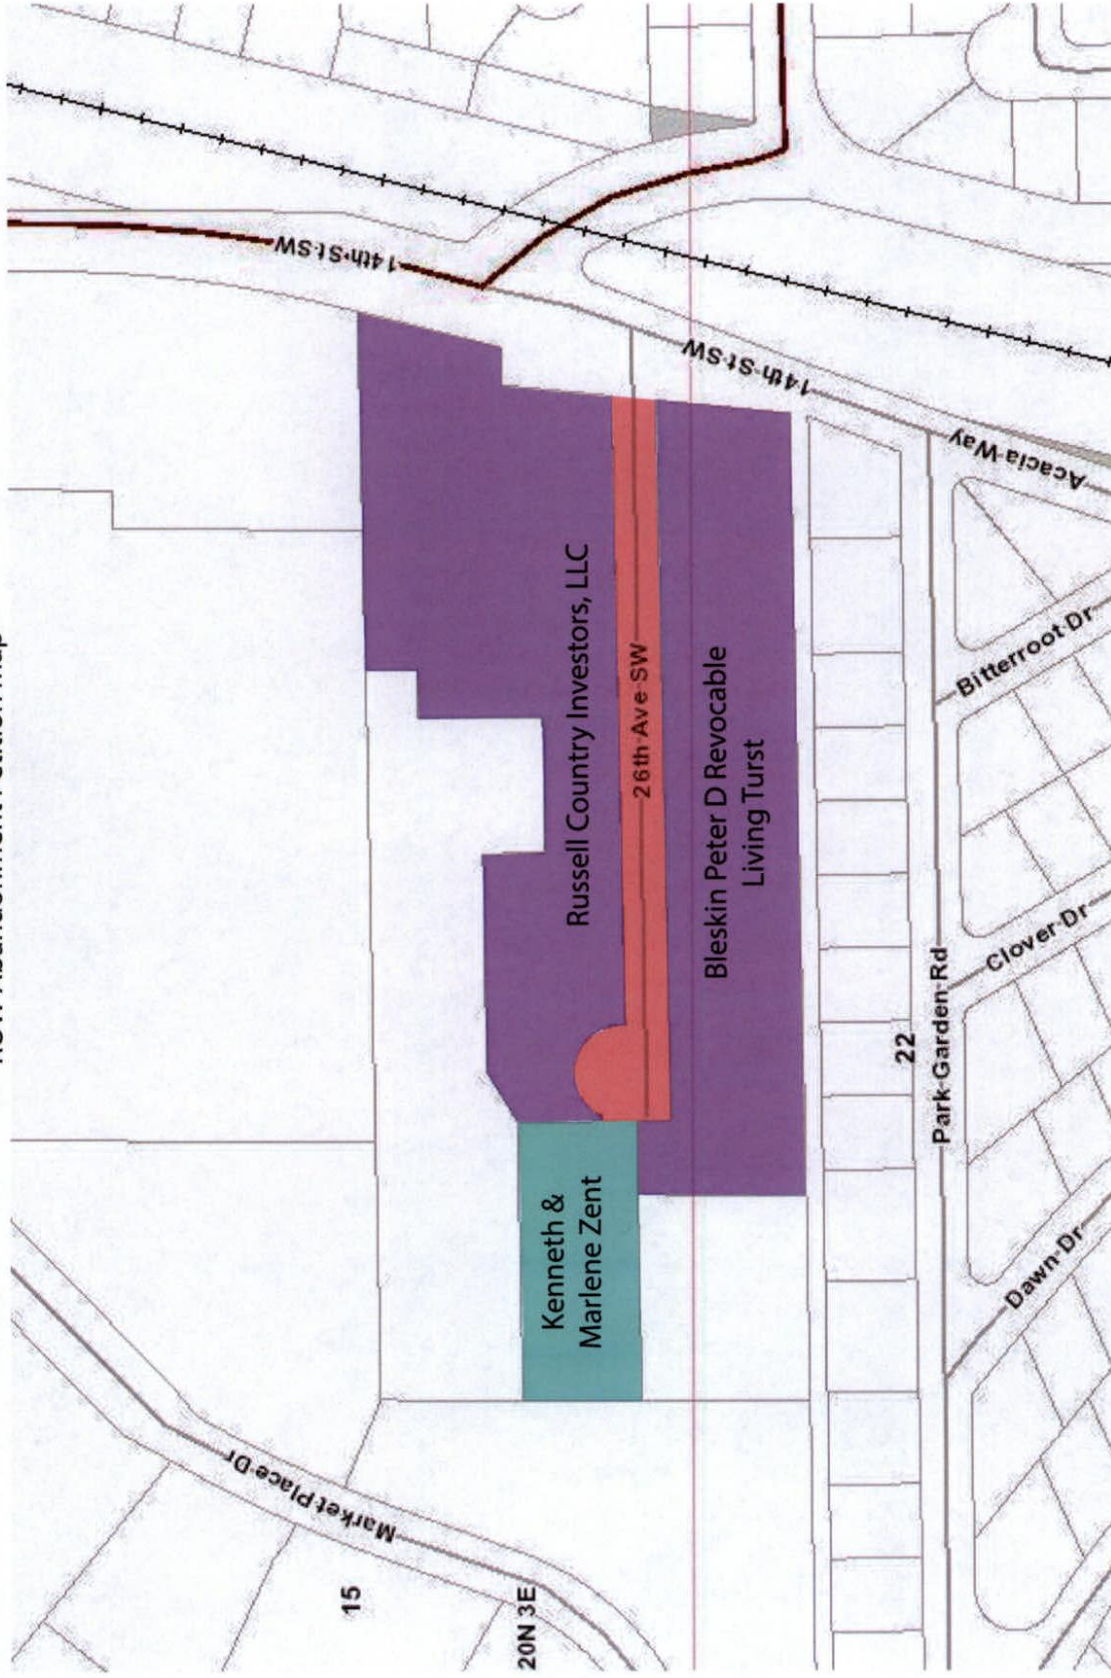 14th St SW
14th St SW
Acacia Way
Russell Country Investors, LLC
26th Ave SW
Bleskin Peter D Revocable
Living Turst
Kenneth &
Marlene Zent
Bitterroot Dr
Clover Dr
22
Park Garden Rd
Dawn Dr
Market Place Dr
15
20N 3E